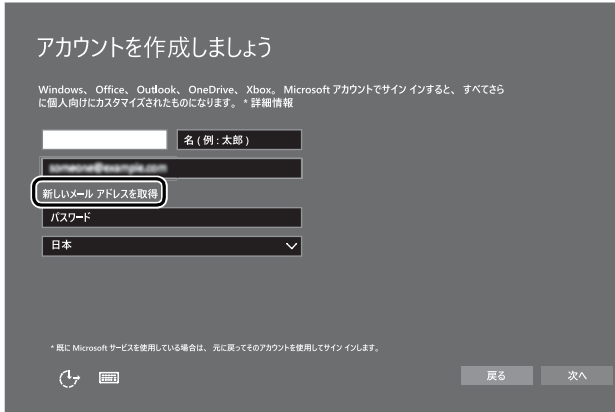 アカウントを作成しましょう
Windows、 Office、 Outlook、 OneDrive、 Xbox。 Microsoft アカウントでサイン インすると、 すべてさら
に個人向けにカスタマイズされたものになります。 * 詳細情報
名 ( 例 : 太郎 )
someone@example.com
新しいメール アドレスを取得
パスワード
日本
* 既に Microsoft サービスを使用している場合は、 元に戻ってそのアカウントを使用してサイン インします。
戻る 次へ